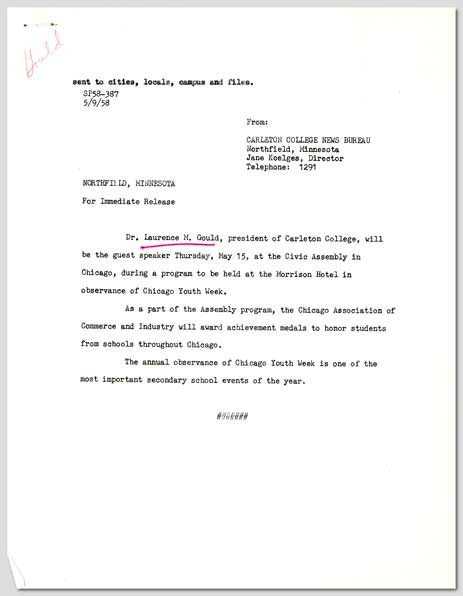 Gould
sent to cities, locals, campus and files.
SP58-387
5/9/58
From:
CARLETON COLLEGE NEWS BUREAU
Northfield, Minnesota
Jane Koelges, Director
Telephone: 1291
NORTHFIELD, MINNESOTA
For Immediate Release
Dr. Laurence M. Gould, president of Carleton College, will
be the guest speaker Thursday, May 15, at the Civic Assembly in
Chicago, during a program to be held at the Morrison Hotel in
observance of Chicago Youth Week.
As a part of the Assembly program, the Chicago Association of
Commerce and Industry will award achievement medals to honor students
from schools throughout Chicago.
The annual observance of Chicago Youth Week is one of the
most important secondary school events of the year.
######